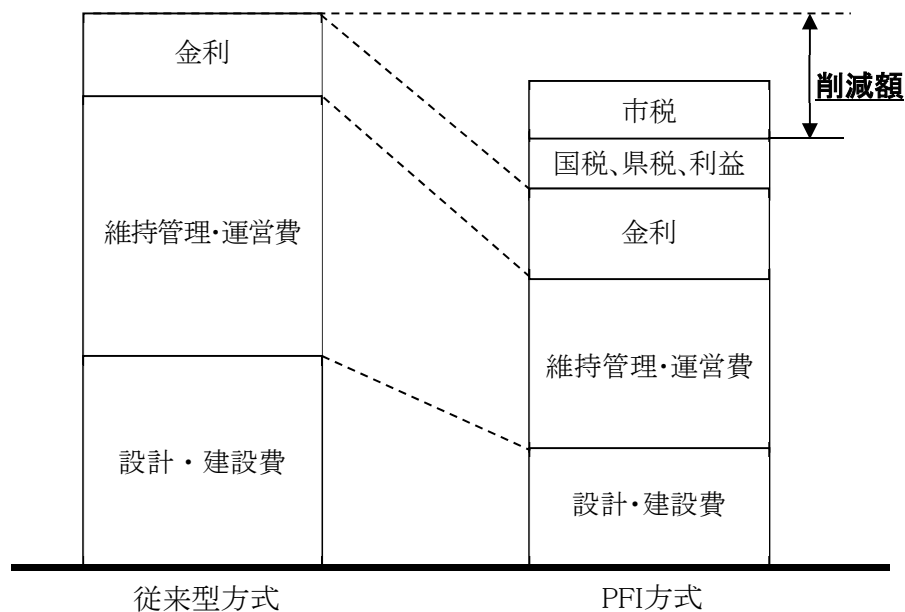 金利
維持管理・運営費
設計・建設費
従来型方式
市税
国税、県税、利益
金利
維持管理・運営費
設計・建設費
PFI方式
削減額